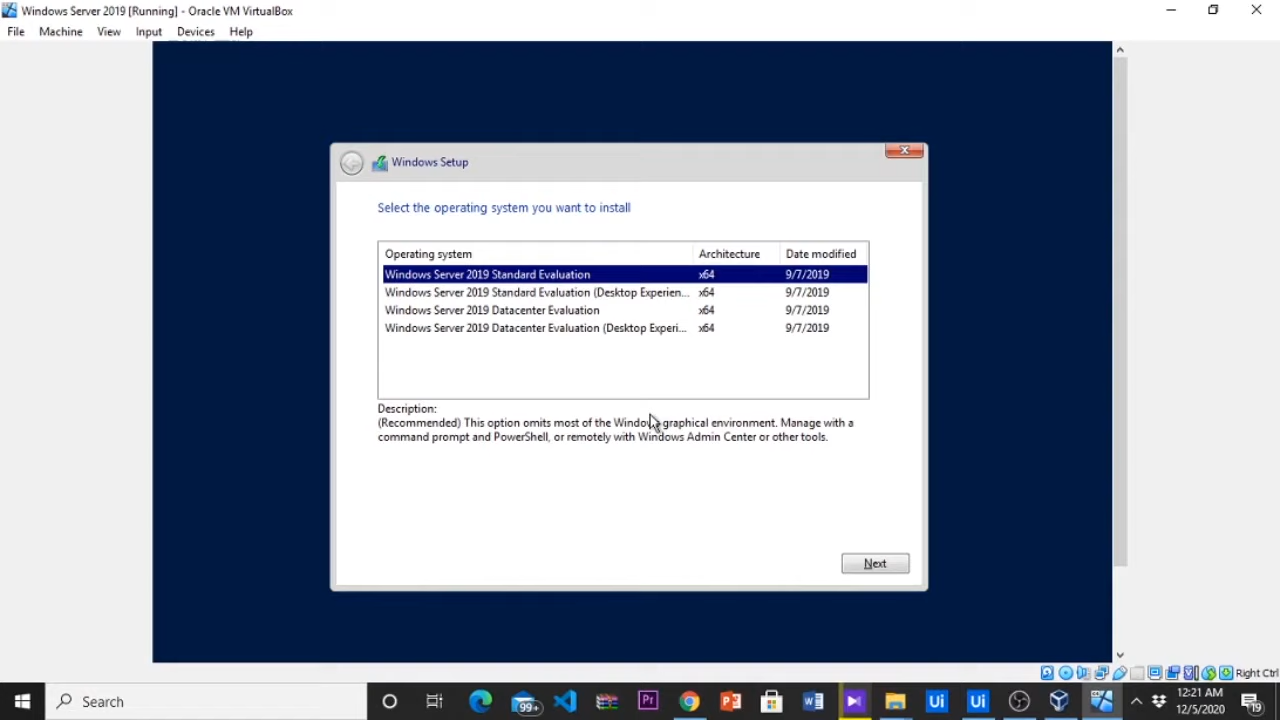 Windows Server 2019 [Running] - Oracle VM VirtualBox
File Machine View Input Devices Help
Windows Setup
Select the operating system you want to install
Operating system Architecture Date modified
Windows Server 2019 Standard Evaluation x64 9/7/2019
Windows Server 2019 Standard Evaluation (Desktop Experien... x64 9/7/2019
Windows Server 2019 Datacenter Evaluation x64 9/7/2019
Windows Server 2019 Datacenter Evaluation (Desktop Experi... x64 9/7/2019
Description:
(Recommended) This option omits most of the Windows graphical environment. Manage with a
command prompt and PowerShell, or remotely with Windows Admin Center or other tools.
Next
Right Ctrl
Search
99+
Pr
Ui
Ui
12:21 AM
12/5/2020
19